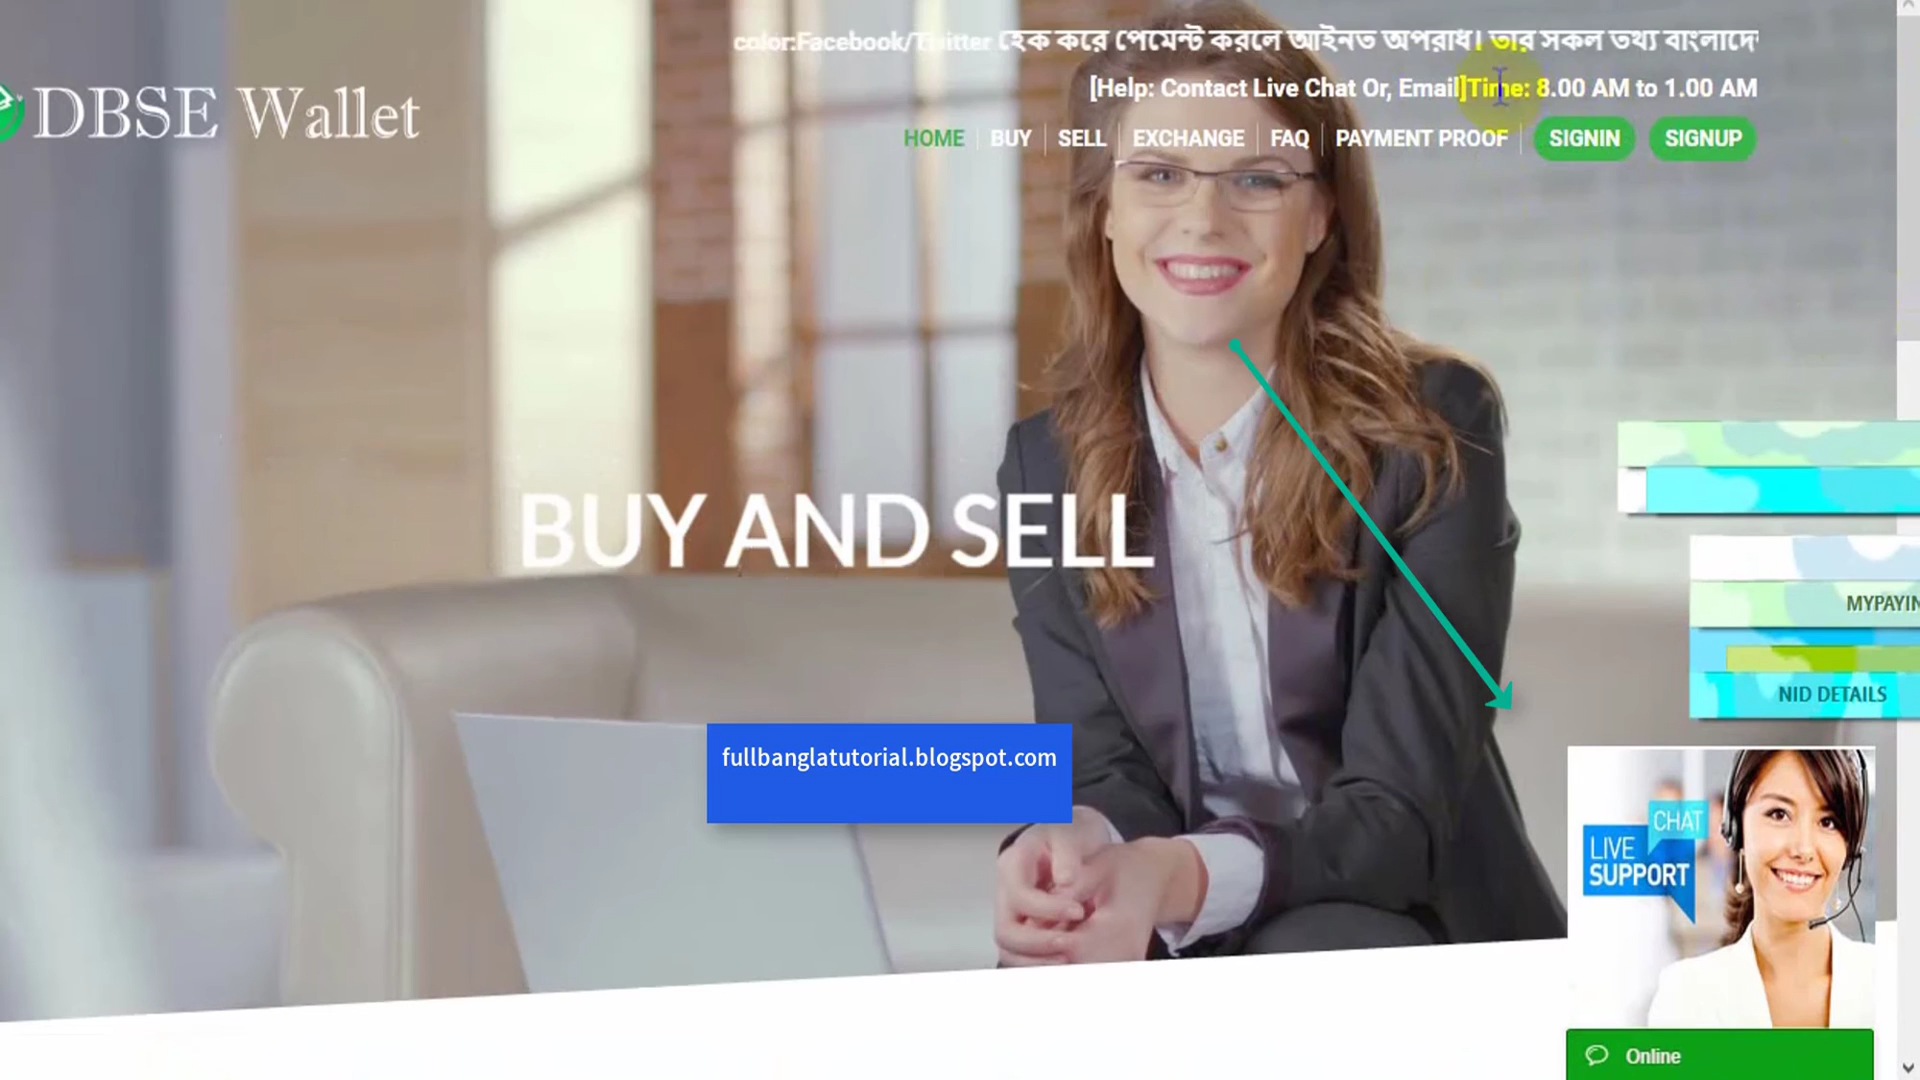 color:Facebook/Twitter হেক করে পেমেন্ট করলে আইনত অপরাধ। তার সকল তথ্য বাংলাদে
[Help: Contact Live Chat Or, Email]Time: 8.00 AM to 1.00 AM
DBSE Wallet
HOME BUY SELL EXCHANGE FAQ PAYMENT PROOF SIGNIN SIGNUP
BUY AND SELL
MYPAYIN
NID DETAILS
fullbanglatutorial.blogspot.com
CHAT
LIVE
SUPPORT
Online